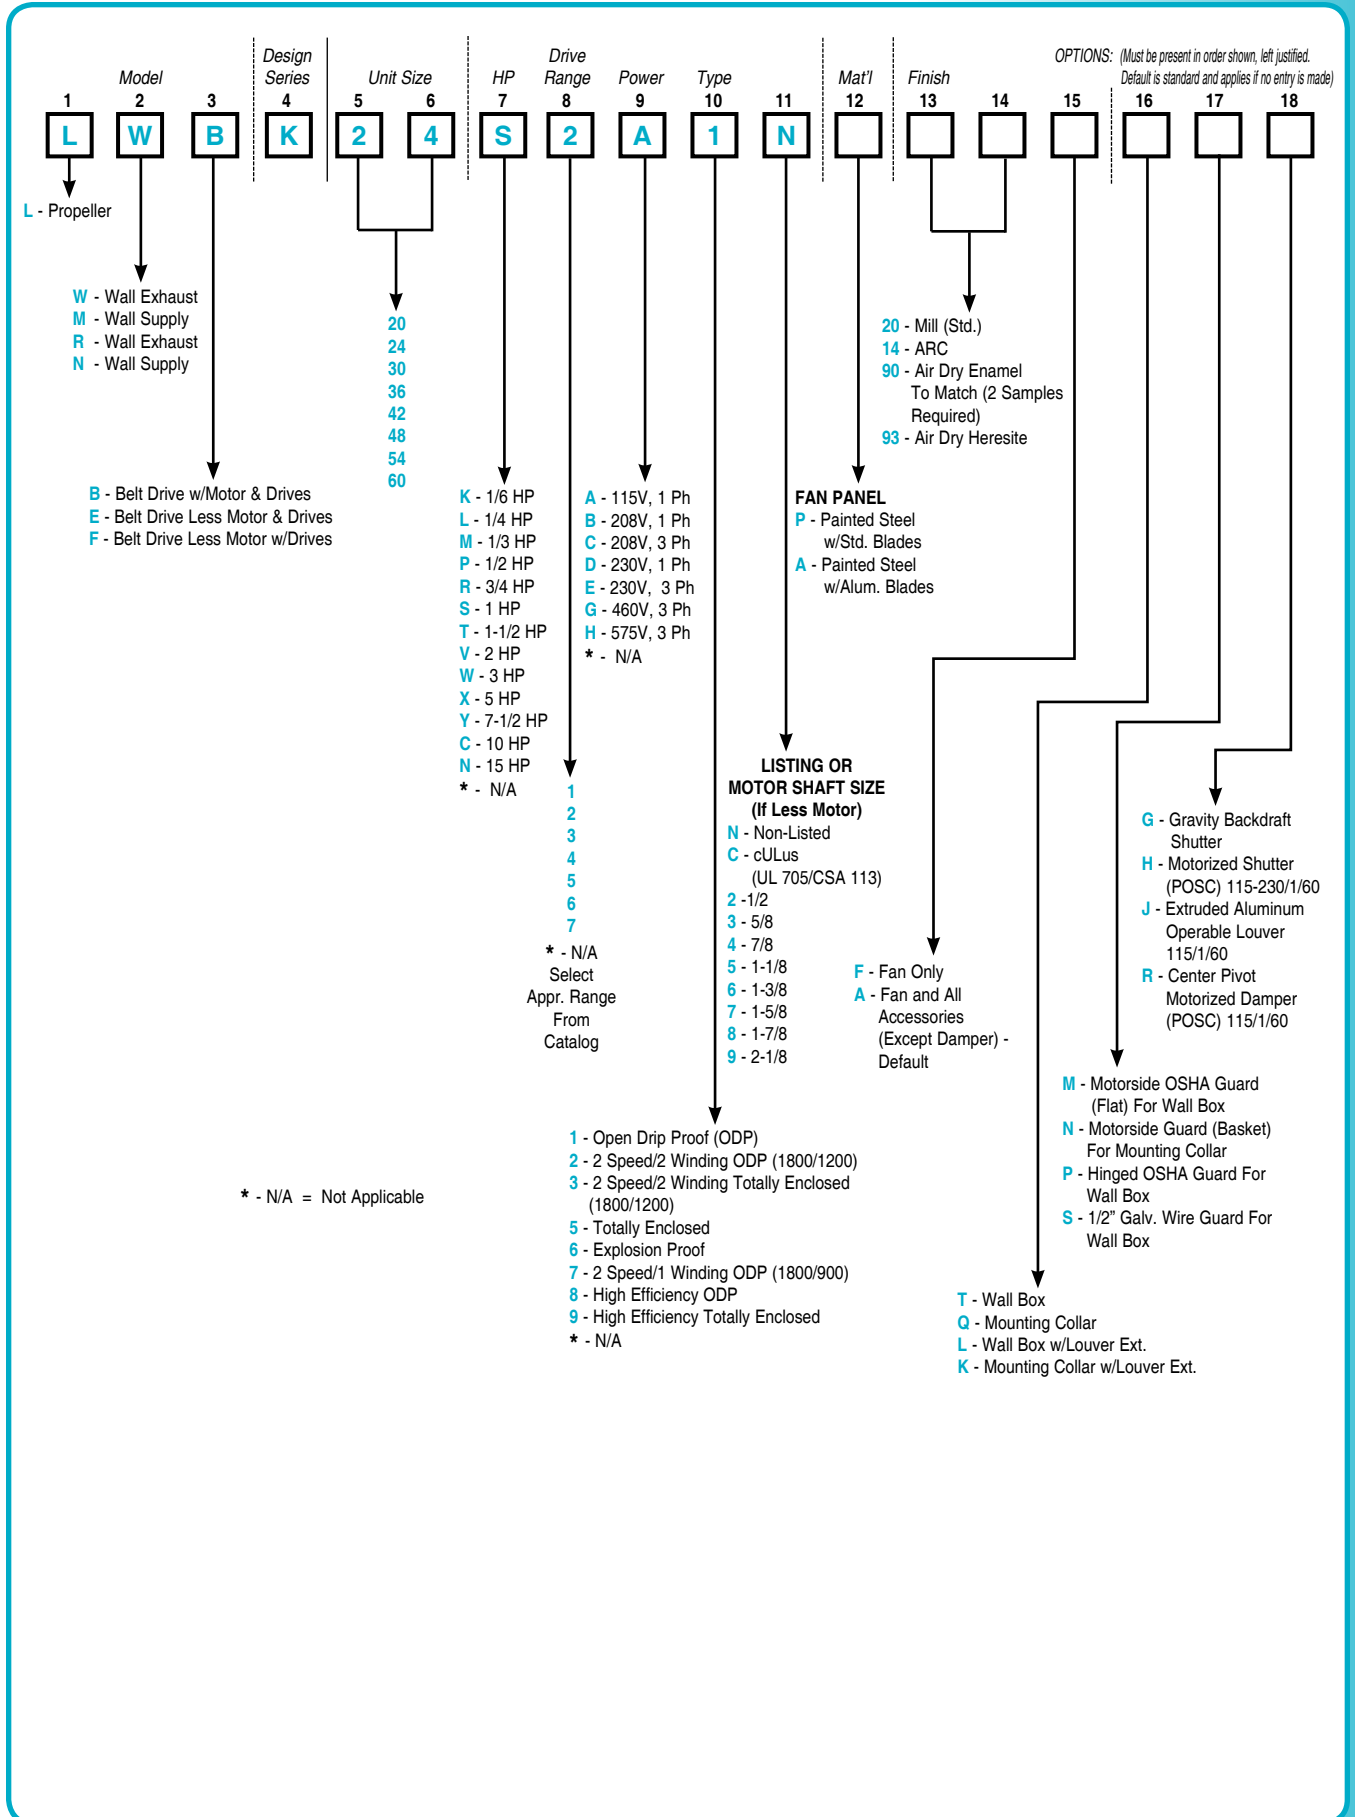 Design Series
Drive Range
OPTIONS: (Must be present in order shown, left justified.
Default is standard and applies if no entry is made)
Model
Unit Size
HP
Power
Type
Mat'l
Finish
1 2 3 4 5 6 7 8 9 10 11 12 13 14 15 16 17 18
L W B K 2 4 S 2 A 1 N
L - Propeller
W - Wall Exhaust
M - Wall Supply
R - Wall Exhaust
N - Wall Supply
B - Belt Drive w/Motor & Drives
E - Belt Drive Less Motor & Drives
F - Belt Drive Less Motor w/Drives
20
24
30
36
42
48
54
60
K - 1/6 HP
L - 1/4 HP
M - 1/3 HP
P - 1/2 HP
R - 3/4 HP
S - 1 HP
T - 1-1/2 HP
V - 2 HP
W - 3 HP
X - 5 HP
Y - 7-1/2 HP
C - 10 HP
N - 15 HP
* - N/A
1
2
3
4
5
6
7
* - N/A
Select
Appr. Range
From
Catalog
A - 115V, 1 Ph
B - 208V, 1 Ph
C - 208V, 3 Ph
D - 230V, 1 Ph
E - 230V, 3 Ph
G - 460V, 3 Ph
H - 575V, 3 Ph
* - N/A
1 - Open Drip Proof (ODP)
2 - 2 Speed/2 Winding ODP (1800/1200)
3 - 2 Speed/2 Winding Totally Enclosed
(1800/1200)
5 - Totally Enclosed
6 - Explosion Proof
7 - 2 Speed/1 Winding ODP (1800/900)
8 - High Efficiency ODP
9 - High Efficiency Totally Enclosed
* - N/A
LISTING OR
MOTOR SHAFT SIZE
(If Less Motor)
N - Non-Listed
C - cULus
(UL 705/CSA 113)
2 -1/2
3 - 5/8
4 - 7/8
5 - 1-1/8
6 - 1-3/8
7 - 1-5/8
8 - 1-7/8
9 - 2-1/8
FAN PANEL
P - Painted Steel
w/Std. Blades
A - Painted Steel
w/Alum. Blades
20 - Mill (Std.)
14 - ARC
90 - Air Dry Enamel
To Match (2 Samples
Required)
93 - Air Dry Heresite
F - Fan Only
A - Fan and All
Accessories
(Except Damper) -
Default
T - Wall Box
Q - Mounting Collar
L - Wall Box w/Louver Ext.
K - Mounting Collar w/Louver Ext.
M - Motorside OSHA Guard
(Flat) For Wall Box
N - Motorside Guard (Basket)
For Mounting Collar
P - Hinged OSHA Guard For
Wall Box
S - 1/2” Galv. Wire Guard For
Wall Box
G - Gravity Backdraft
Shutter
H - Motorized Shutter
(POSC) 115-230/1/60
J - Extruded Aluminum
Operable Louver
115/1/60
R - Center Pivot
Motorized Damper
(POSC) 115/1/60
* - N/A = Not Applicable